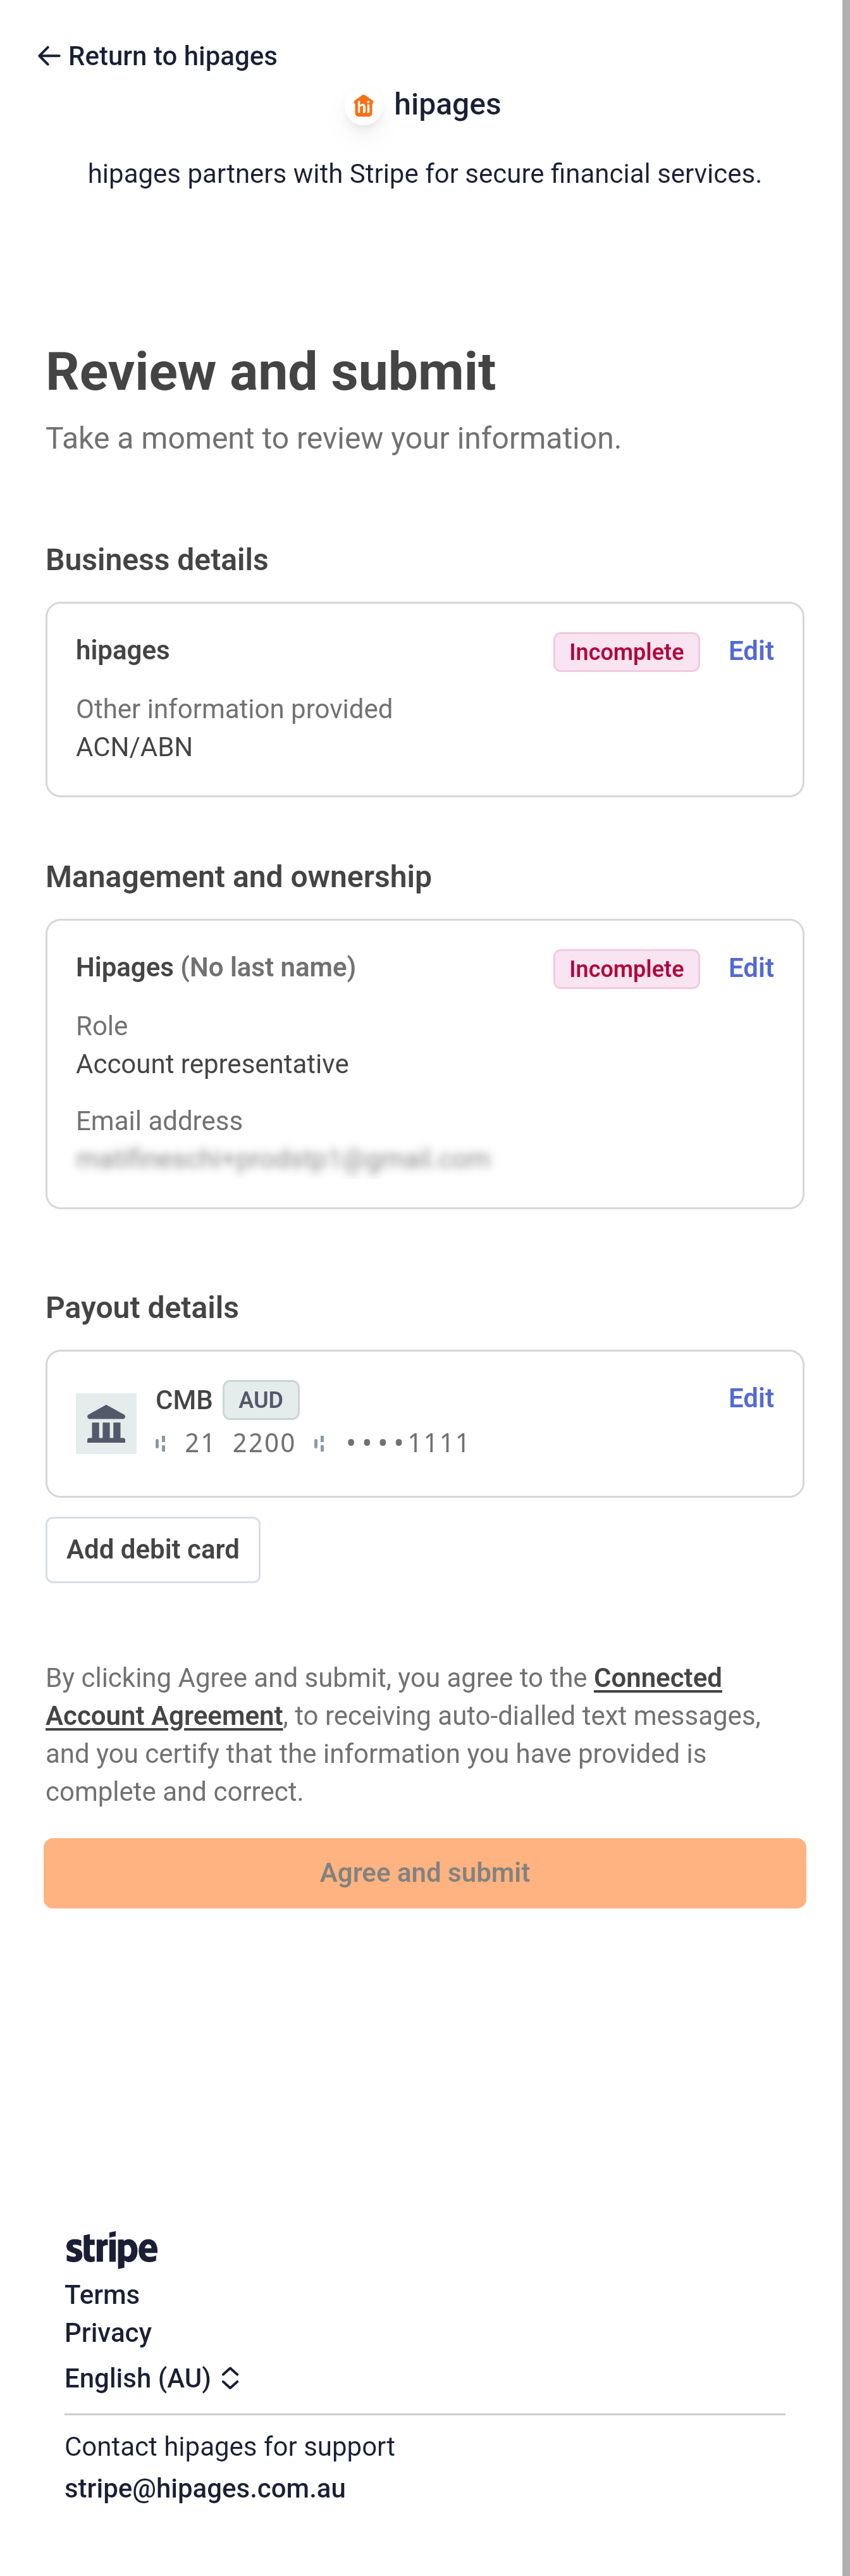 Return to hipages
hi hipages
hipages partners with Stripe for secure financial services.
Review and submit
Take a moment to review your information.
Business details
hipages Incomplete Edit
Other information provided
ACN/ABN
Management and ownership
Hipages (No last name) Incomplete Edit
Role
Account representative
Email address
Payout details
CMB AUD Edit
⑆ 21 2200 ⑆ ••••1111
Add debit card
By clicking Agree and submit, you agree to the Connected
Account Agreement, to receiving auto-dialled text messages,
and you certify that the information you have provided is
complete and correct.
Agree and submit
stripe
Terms
Privacy
English (AU)
Contact hipages for support
stripe@hipages.com.au